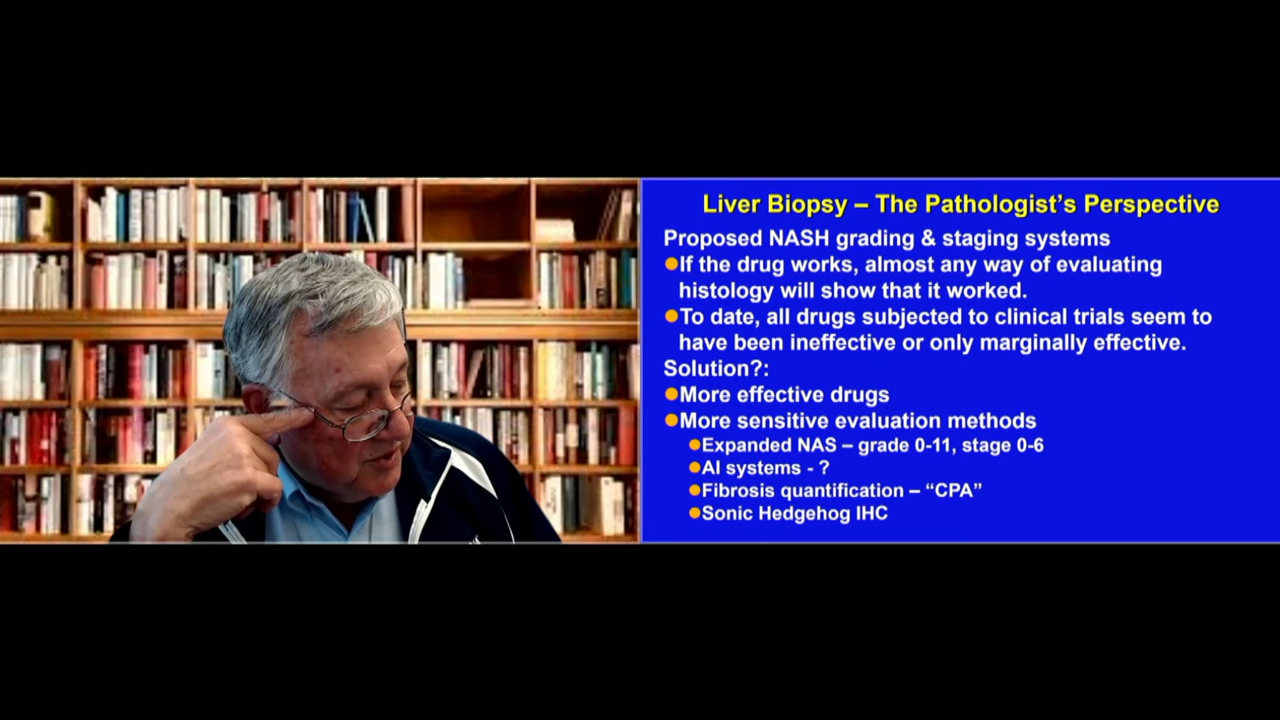 Liver Biopsy – The Pathologist's Perspective
Proposed NASH grading & staging systems
If the drug works, almost any way of evaluating
histology will show that it worked.
To date, all drugs subjected to clinical trials seem to
have been ineffective or only marginally effective.
Solution?:
More effective drugs
More sensitive evaluation methods
Expanded NAS – grade 0-11, stage 0-6
AI systems - ?
Fibrosis quantification – “CPA”
Sonic Hedgehog IHC